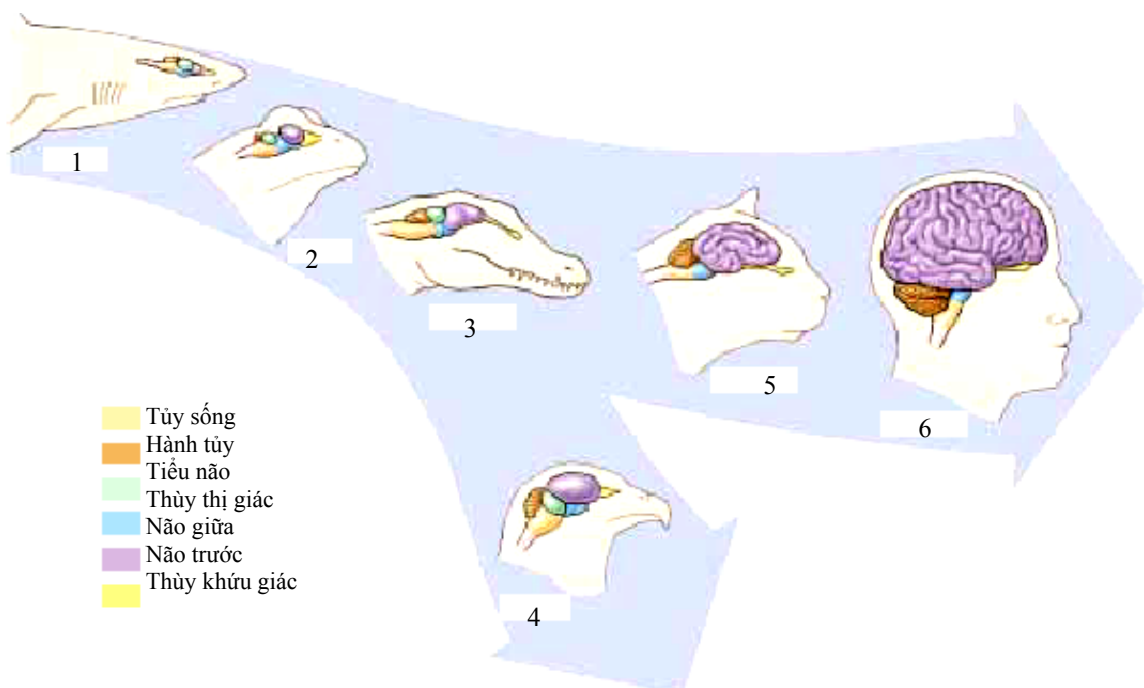 1
2
3
4
5
6
Tủy sống
Hành tủy
Tiểu não
Thùy thị giác
Não giữa
Não trước
Thùy khứu giác